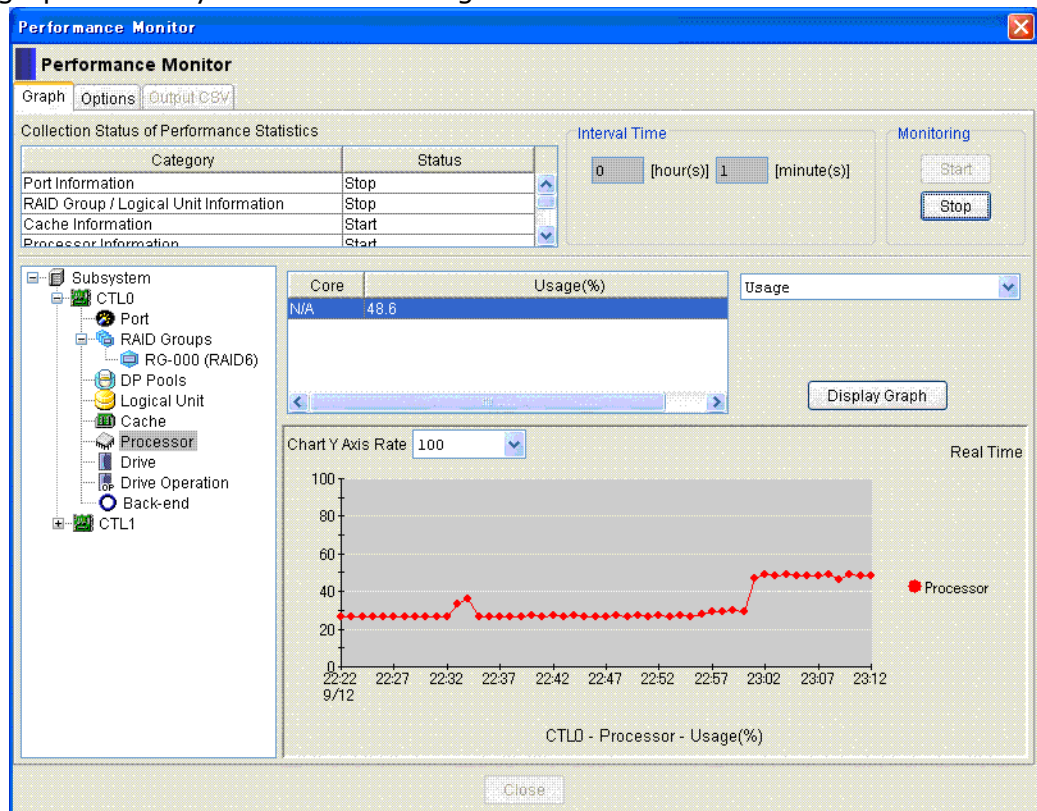 Performance Monitor
Performance Monitor
Graph Options Output CSV
Collection Status of Performance Statistics
Category Status
Port Information Stop
RAID Group / Logical Unit Information Stop
Cache Information Start
Processor Information Start
Interval Time
0 [hour(s)] 1 [minute(s)]
Monitoring
Start
Stop
Subsystem
CTL0
Port
RAID Groups
RG-000 (RAID6)
DP Pools
Logical Unit
Cache
Processor
Drive
Drive Operation
Back-end
CTL1
Core Usage(%)
N/A 48.6
Usage
Display Graph
Chart Y Axis Rate 100
Real Time
100
80
60
40
20
0
22:22 22:27 22:32 22:37 22:42 22:47 22:52 22:57 23:02 23:07 23:12
9/12
Processor
CTL0 - Processor - Usage(%)
Close